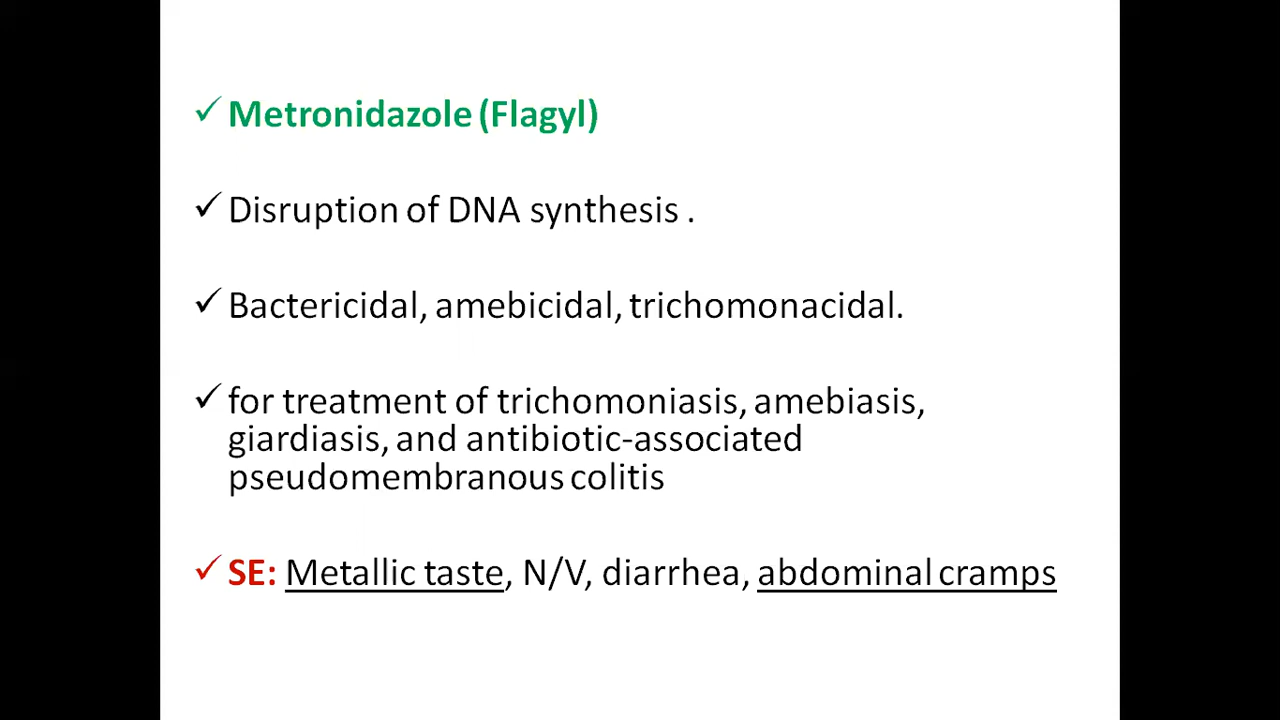 ✓ Metronidazole (Flagyl)
✓ Disruption of DNA synthesis .
✓ Bactericidal, amebicidal, trichomonacidal.
✓ for treatment of trichomoniasis, amebiasis,
giardiasis, and antibiotic-associated
pseudomembranous colitis
✓ SE: Metallic taste, N/V, diarrhea, abdominal cramps